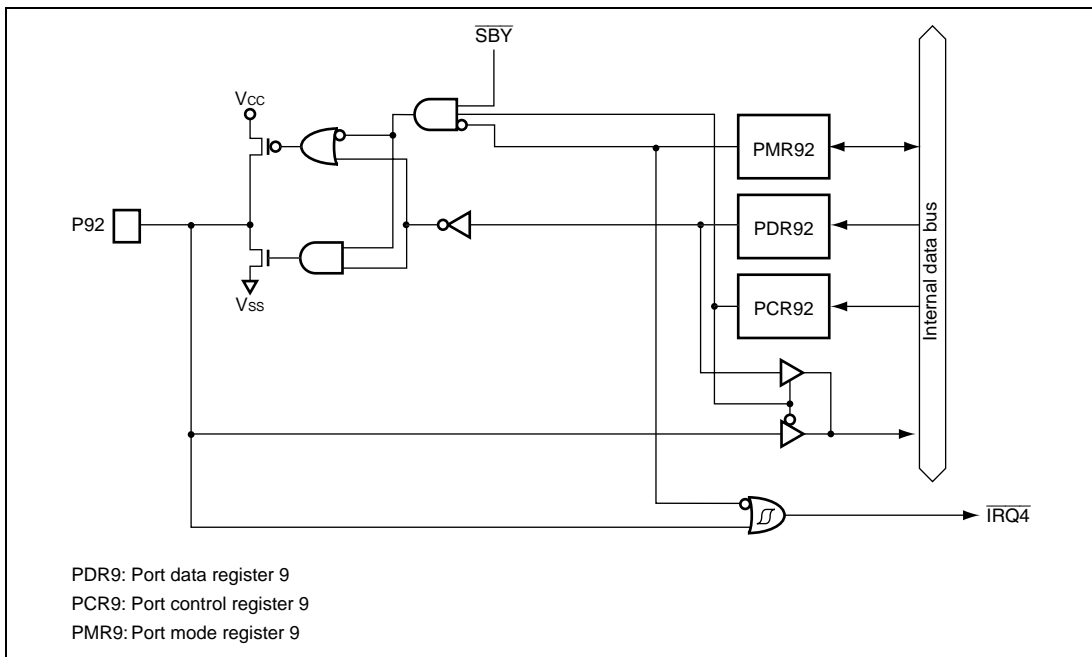 SBY
VCC
PMR92
P92
PDR92
VSS
PCR92
Internal data bus
IRQ4
PDR9: Port data register 9
PCR9: Port control register 9
PMR9: Port mode register 9